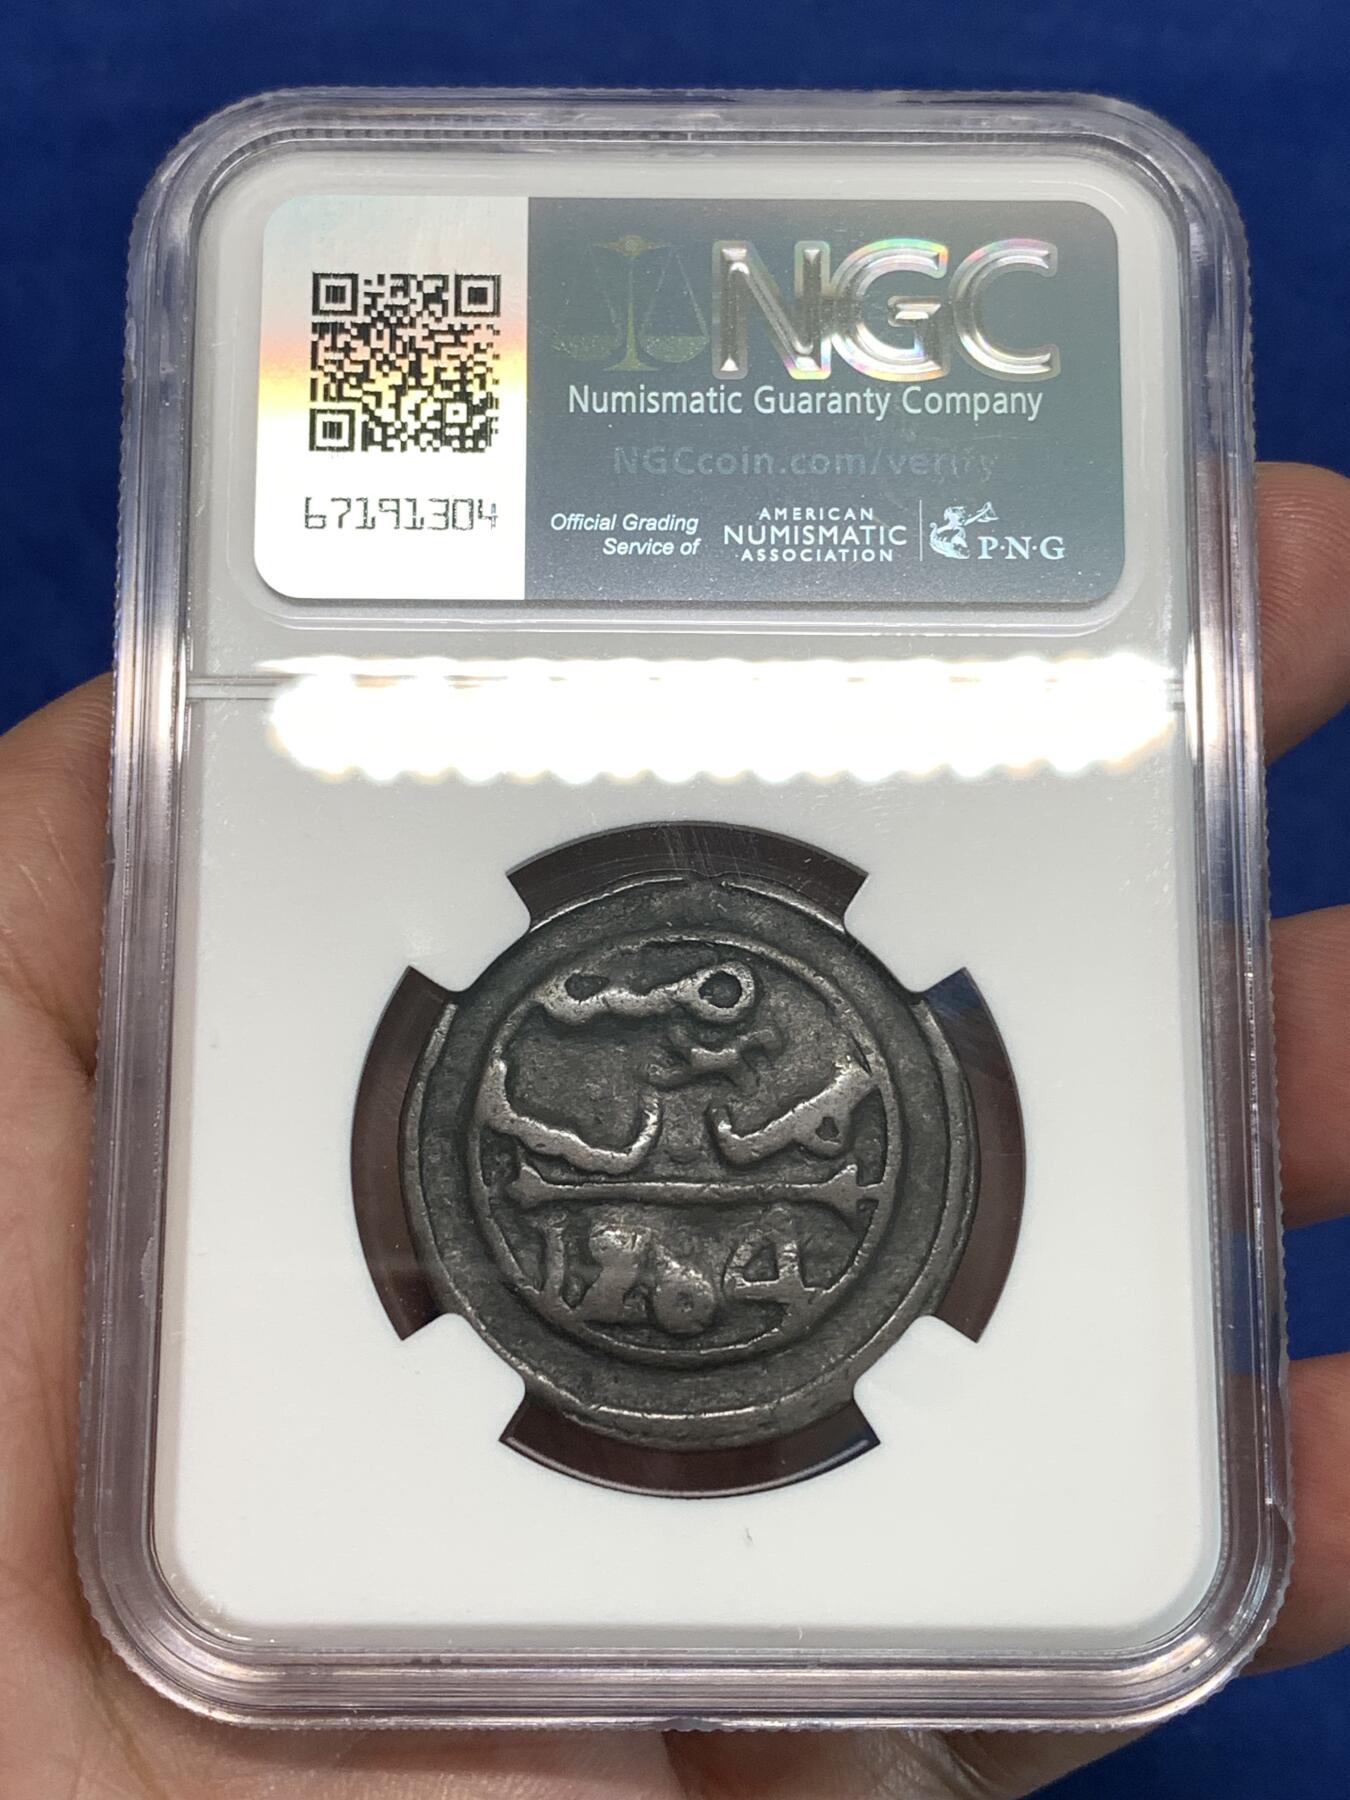 NGC
Numismatic Guaranty Company
NGCcoin.com/verify
67191304
Official Grading
Service of
AMERICAN
NUMISMATIC
ASSOCIATION
P·N·G